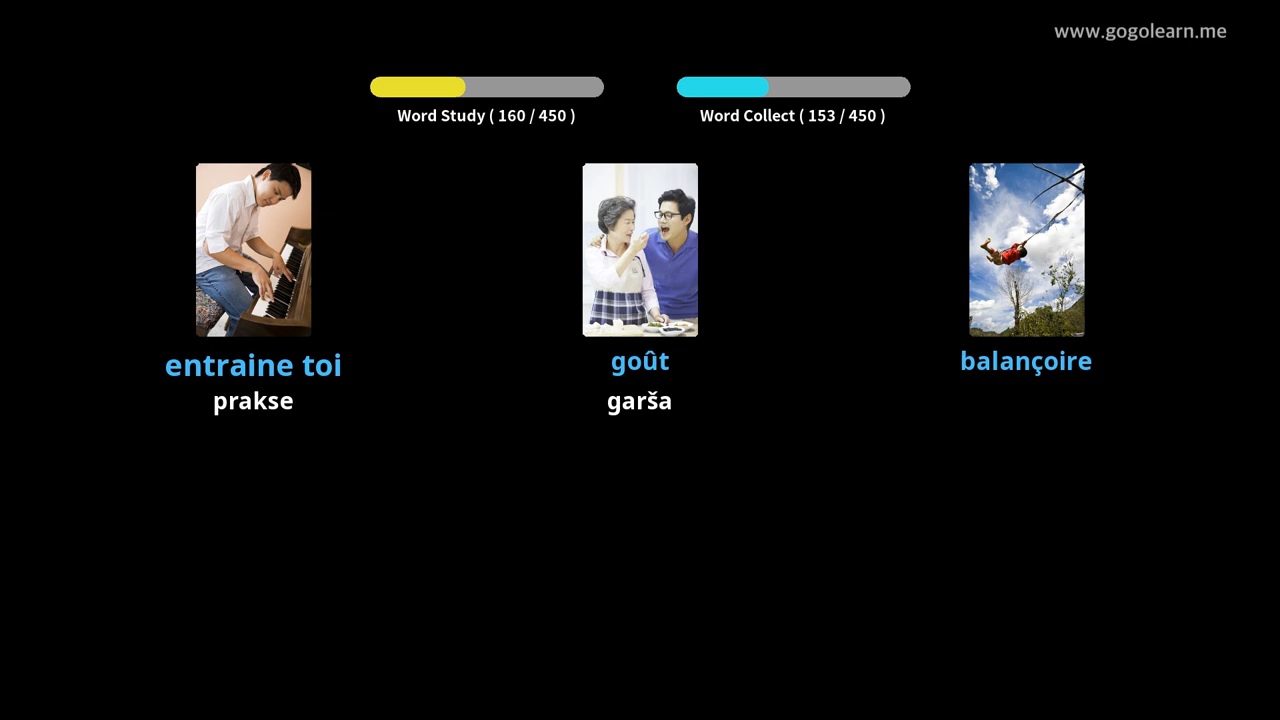 www.gogolearn.me
Word Study ( 160 / 450 )
Word Collect ( 153 / 450 )
entraine toi
prakse
goût
garša
balançoire